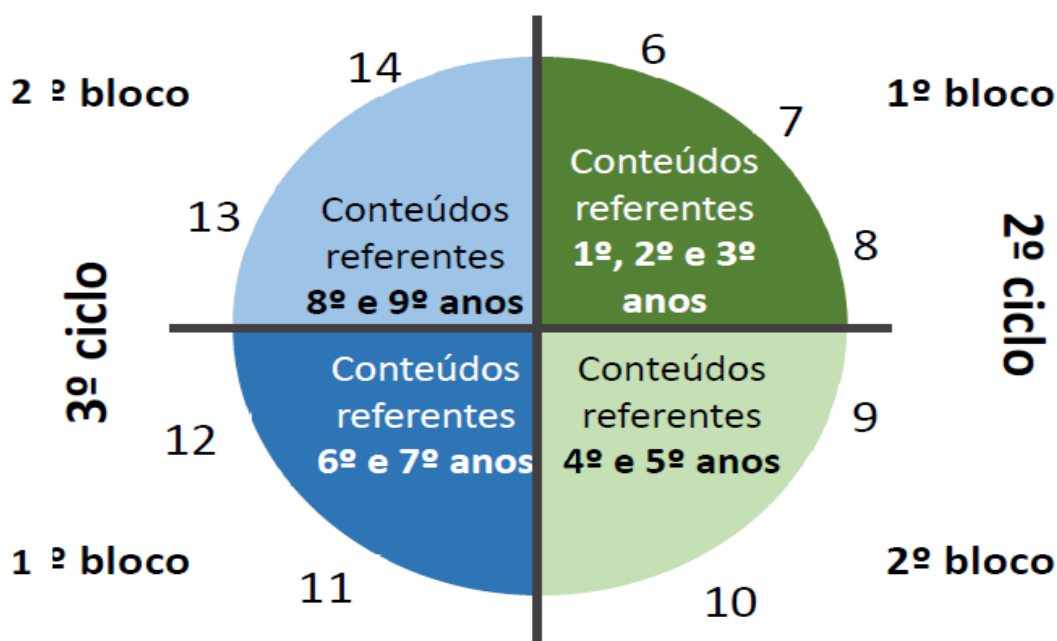 14
6
2 º bloco
1º bloco
7
Conteúdos
referentes
1º, 2º e 3º
anos
13
Conteúdos
referentes
8º e 9º anos
8
3º ciclo
2º ciclo
Conteúdos
referentes
6º e 7º anos
Conteúdos
referentes
4º e 5º anos
12
9
1 º bloco
2º bloco
11
10